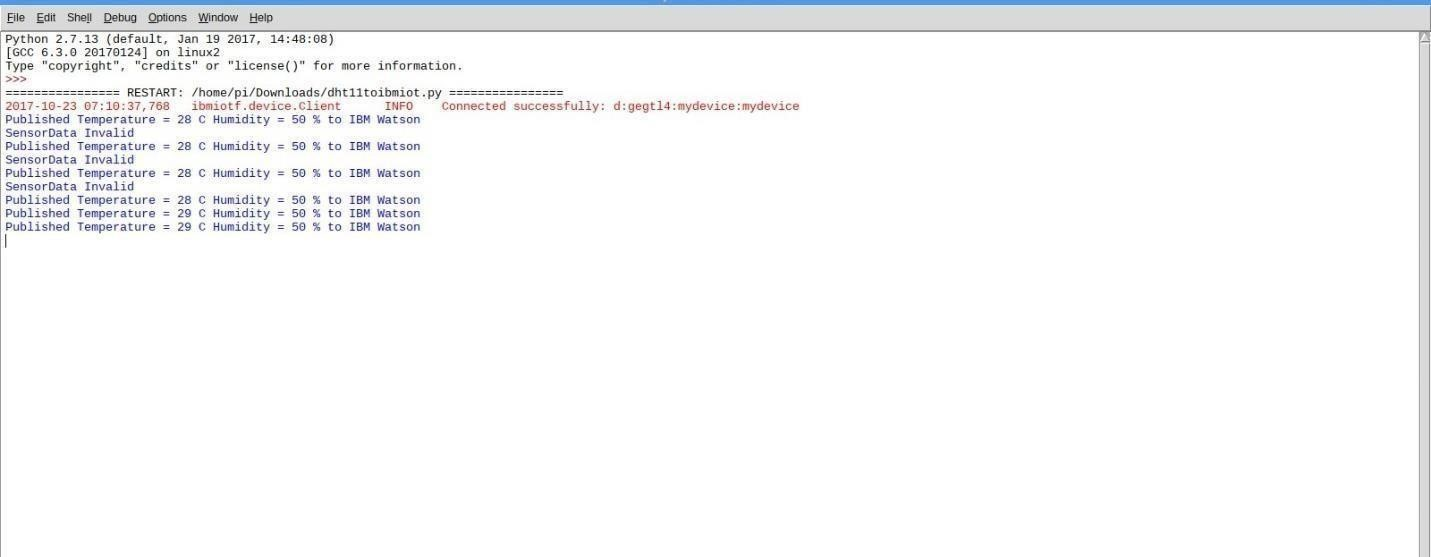 File Edit Shell Debug Options Window Help
Python 2.7.13 (default, Jan 19 2017, 14:48:08)
[GCC 6.3.0 20170124] on linux2
Type "copyright", "credits" or "license()" for more information.
>>>
================ RESTART: /home/pi/Downloads/dht11toibmiot.py ================
2017-10-23 07:10:37,768   ibmiotf.device.Client      INFO    Connected successfully: d:gegtl4:mydevice:mydevice
Published Temperature = 28 C Humidity = 50 % to IBM Watson
SensorData Invalid
Published Temperature = 28 C Humidity = 50 % to IBM Watson
SensorData Invalid
Published Temperature = 28 C Humidity = 50 % to IBM Watson
SensorData Invalid
Published Temperature = 28 C Humidity = 50 % to IBM Watson
Published Temperature = 29 C Humidity = 50 % to IBM Watson
Published Temperature = 29 C Humidity = 50 % to IBM Watson